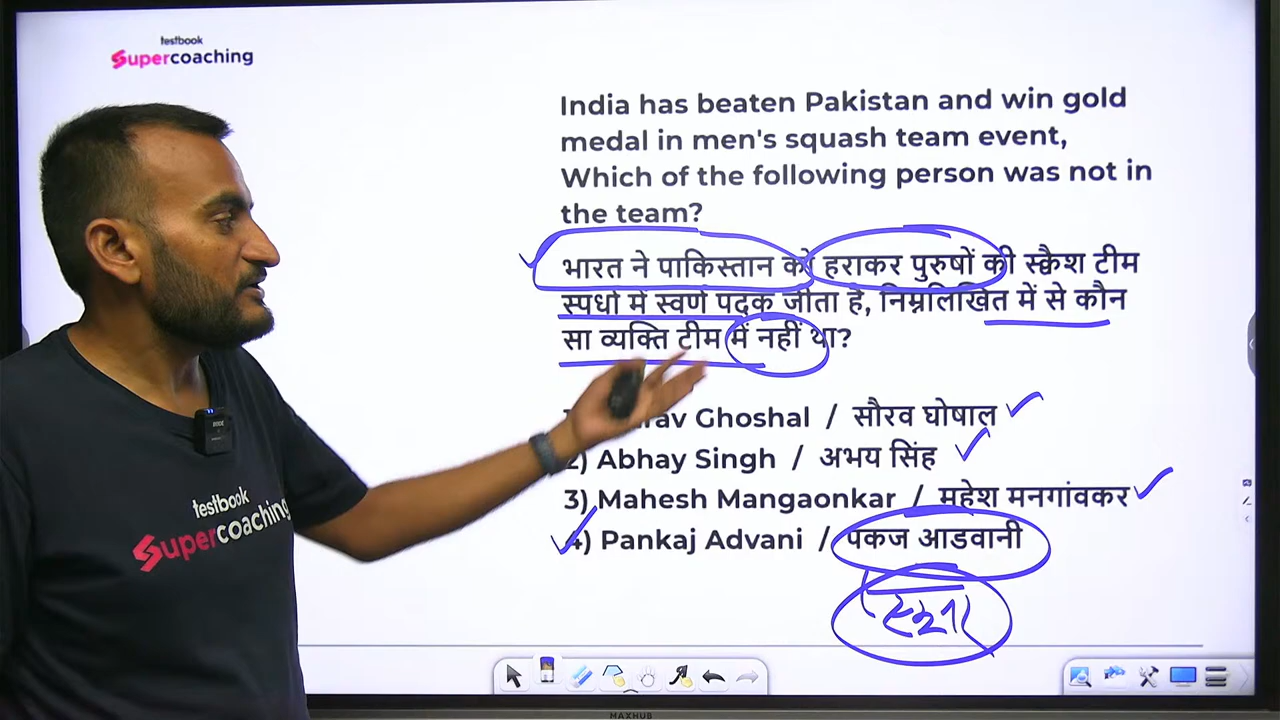 testbook
Supercoaching
India has beaten Pakistan and win gold
medal in men's squash team event,
Which of the following person was not in
the team?
भारत ने पाकिस्तान को हराकर पुरुषों की स्क्वैश टीम
स्पर्धा में स्वर्ण पदक जीता है, निम्नलिखित में से कौन
सा व्यक्ति टीम में नहीं था?
Ghoshal / सौरव घोषाल
2) Abhay Singh / अभय सिंह
3) Mahesh Mangaonkar / महेश मनगांवकर
4) Pankaj Advani / पंकज आडवानी
testbook
Supercoaching
MAXHUB